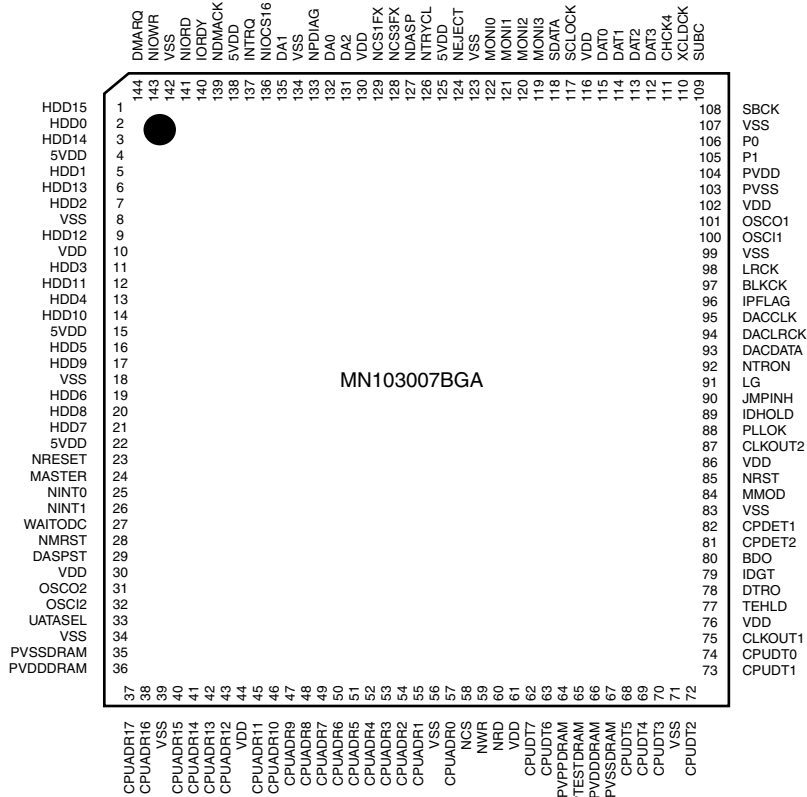 DMARQ 144
NIOWR 143
VSS 142
NIORD 141
IORDY 140
NDMACK 139
5VDD 138
INTRQ 137
NIOCS16 136
DA1 135
VSS 134
NPDIAG 133
DA0 132
DA2 131
VDD 130
NCS1FX 129
NCS3FX 128
NDASP 127
NTRYCL 126
5VDD 125
NEJECT 124
VSS 123
MONI0 122
MONI1 121
MONI2 120
MONI3 119
SDATA 118
SCLOCK 117
VDD 116
DAT0 115
DAT1 114
DAT2 113
DAT3 112
CHCK4 111
XCLDCK 110
SUBC 109
HDD15 1
HDD0 2
HDD14 3
5VDD 4
HDD1 5
HDD13 6
HDD2 7
VSS 8
HDD12 9
VDD 10
HDD3 11
HDD11 12
HDD4 13
HDD10 14
5VDD 15
HDD5 16
HDD9 17
VSS 18
HDD6 19
HDD8 20
HDD7 21
5VDD 22
NRESET 23
MASTER 24
NINT0 25
NINT1 26
WAITODC 27
NMRST 28
DASPST 29
VDD 30
OSCO2 31
OSCI2 32
UATASEL 33
VSS 34
PVSSDRAM 35
PVDDDRAM 36
MN103007BGA
108 SBCK
107 VSS
106 P0
105 P1
104 PVDD
103 PVSS
102 VDD
101 OSCO1
100 OSCI1
99 VSS
98 LRCK
97 BLKCK
96 IPFLAG
95 DACCLK
94 DACLRCK
93 DACDATA
92 NTRON
91 LG
90 JMPINH
89 IDHOLD
88 PLLOK
87 CLKOUT2
86 VDD
85 NRST
84 MMOD
83 VSS
82 CPDET1
81 CPDET2
80 BDO
79 IDGT
78 DTRO
77 TEHLD
76 VDD
75 CLKOUT1
74 CPUDT0
73 CPUDT1
37 CPUADR17
38 CPUADR16
39 VSS
40 CPUADR15
41 CPUADR14
42 CPUADR13
43 CPUADR12
44 VDD
45 CPUADR11
46 CPUADR10
47 CPUADR9
48 CPUADR8
49 CPUADR7
50 CPUADR6
51 CPUADR5
52 CPUADR4
53 CPUADR3
54 CPUADR2
55 CPUADR1
56 VSS
57 CPUADR0
58 NCS
59 NWR
60 NRD
61 VDD
62 CPUDT7
63 CPUDT6
64 PVPPDRAM
65 TESTDRAM
66 PVDDDRAM
67 PVSSDRAM
68 CPUDT5
69 CPUDT4
70 CPUDT3
71 VSS
72 CPUDT2